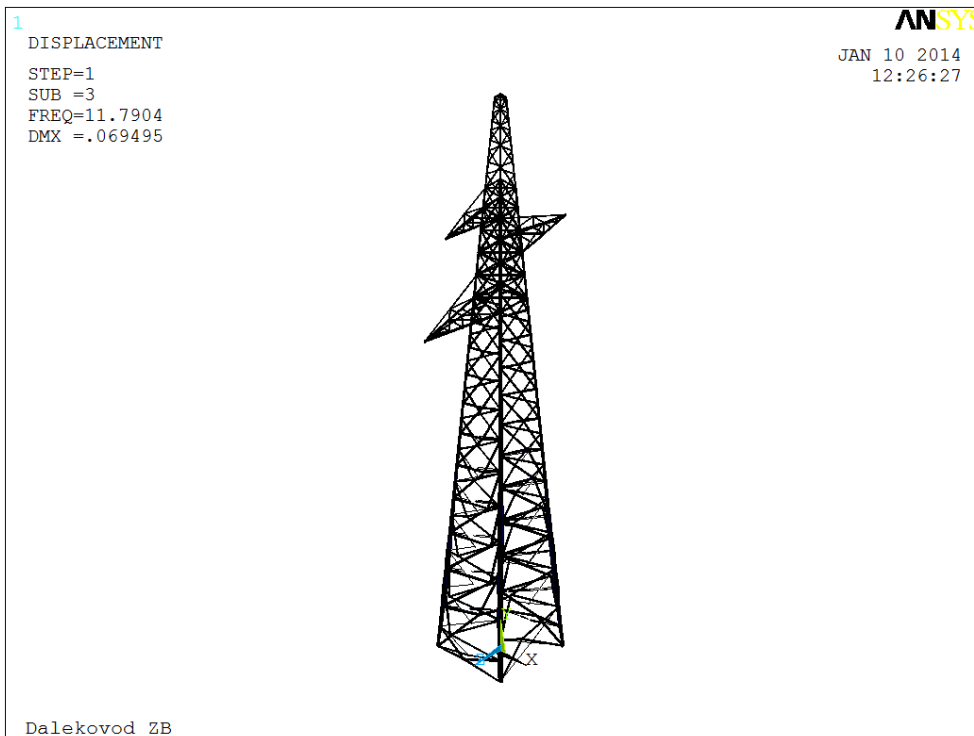 1
DISPLACEMENT
STEP=1
SUB =3
FREQ=11.7904
DMX =.069495
ANSYS
JAN 10 2014
12:26:27
Y
Z
X
Dalekovod ZB